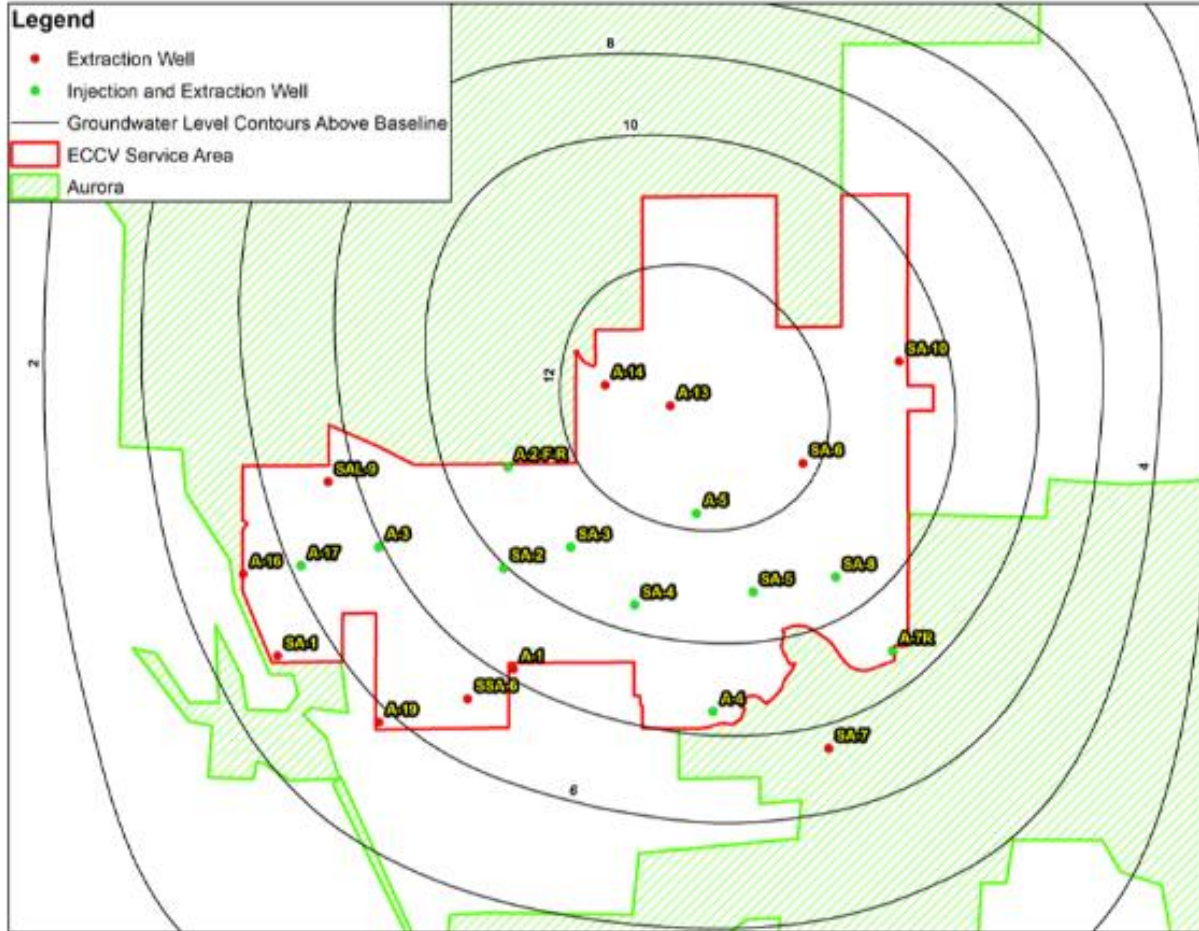 Legend
Extraction Well
Injection and Extraction Well
Groundwater Level Contours Above Baseline
ECCV Service Area
Aurora
8
10
2
12
A-14
A-13
SA-10
4
SAL-9
A-2-F-R
SA-6
A-5
A-16
A-17
A-3
SA-2
SA-3
SA-4
SA-5
SA-8
SA-1
A-1
A-7R
SSA-6
A-4
A-19
SA-7
6